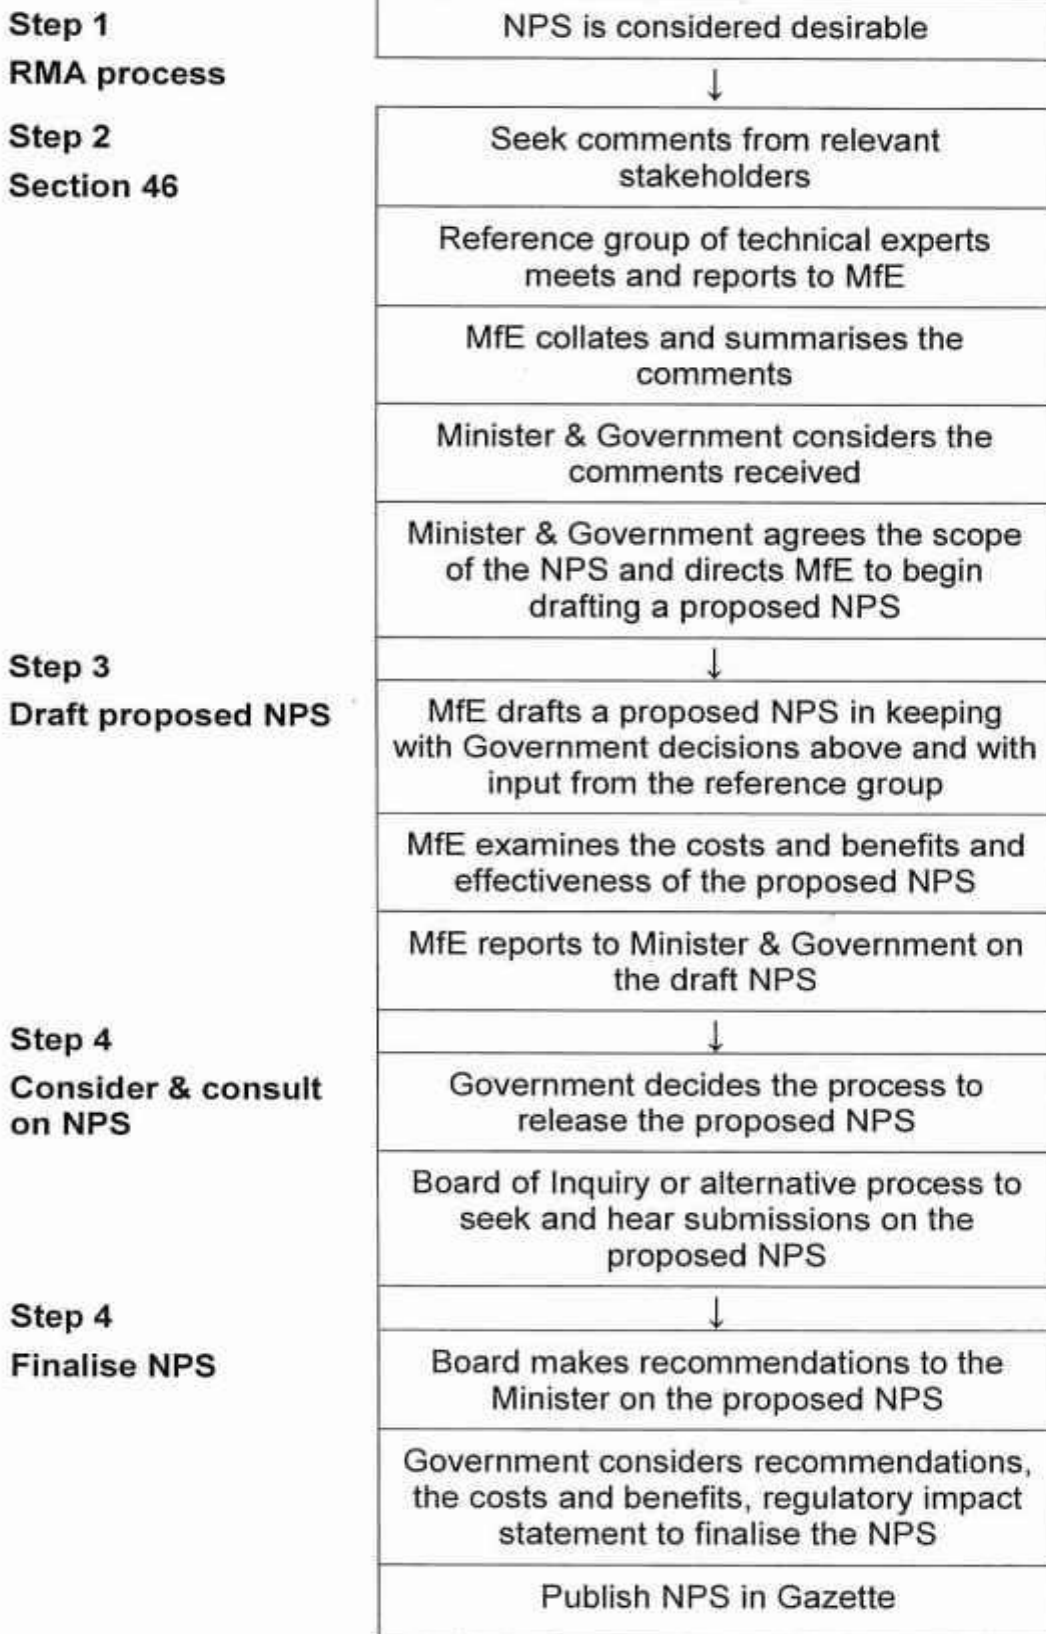 Step 1
RMA process
NPS is considered desirable
↓
Step 2
Section 46
Seek comments from relevant
stakeholders
Reference group of technical experts
meets and reports to MfE
MfE collates and summarises the
comments
Minister & Government considers the
comments received
Minister & Government agrees the scope
of the NPS and directs MfE to begin
drafting a proposed NPS
↓
Step 3
Draft proposed NPS
MfE drafts a proposed NPS in keeping
with Government decisions above and with
input from the reference group
MfE examines the costs and benefits and
effectiveness of the proposed NPS
MfE reports to Minister & Government on
the draft NPS
↓
Step 4
Consider & consult
on NPS
Government decides the process to
release the proposed NPS
Board of Inquiry or alternative process to
seek and hear submissions on the
proposed NPS
↓
Step 4
Finalise NPS
Board makes recommendations to the
Minister on the proposed NPS
Government considers recommendations,
the costs and benefits, regulatory impact
statement to finalise the NPS
Publish NPS in Gazette